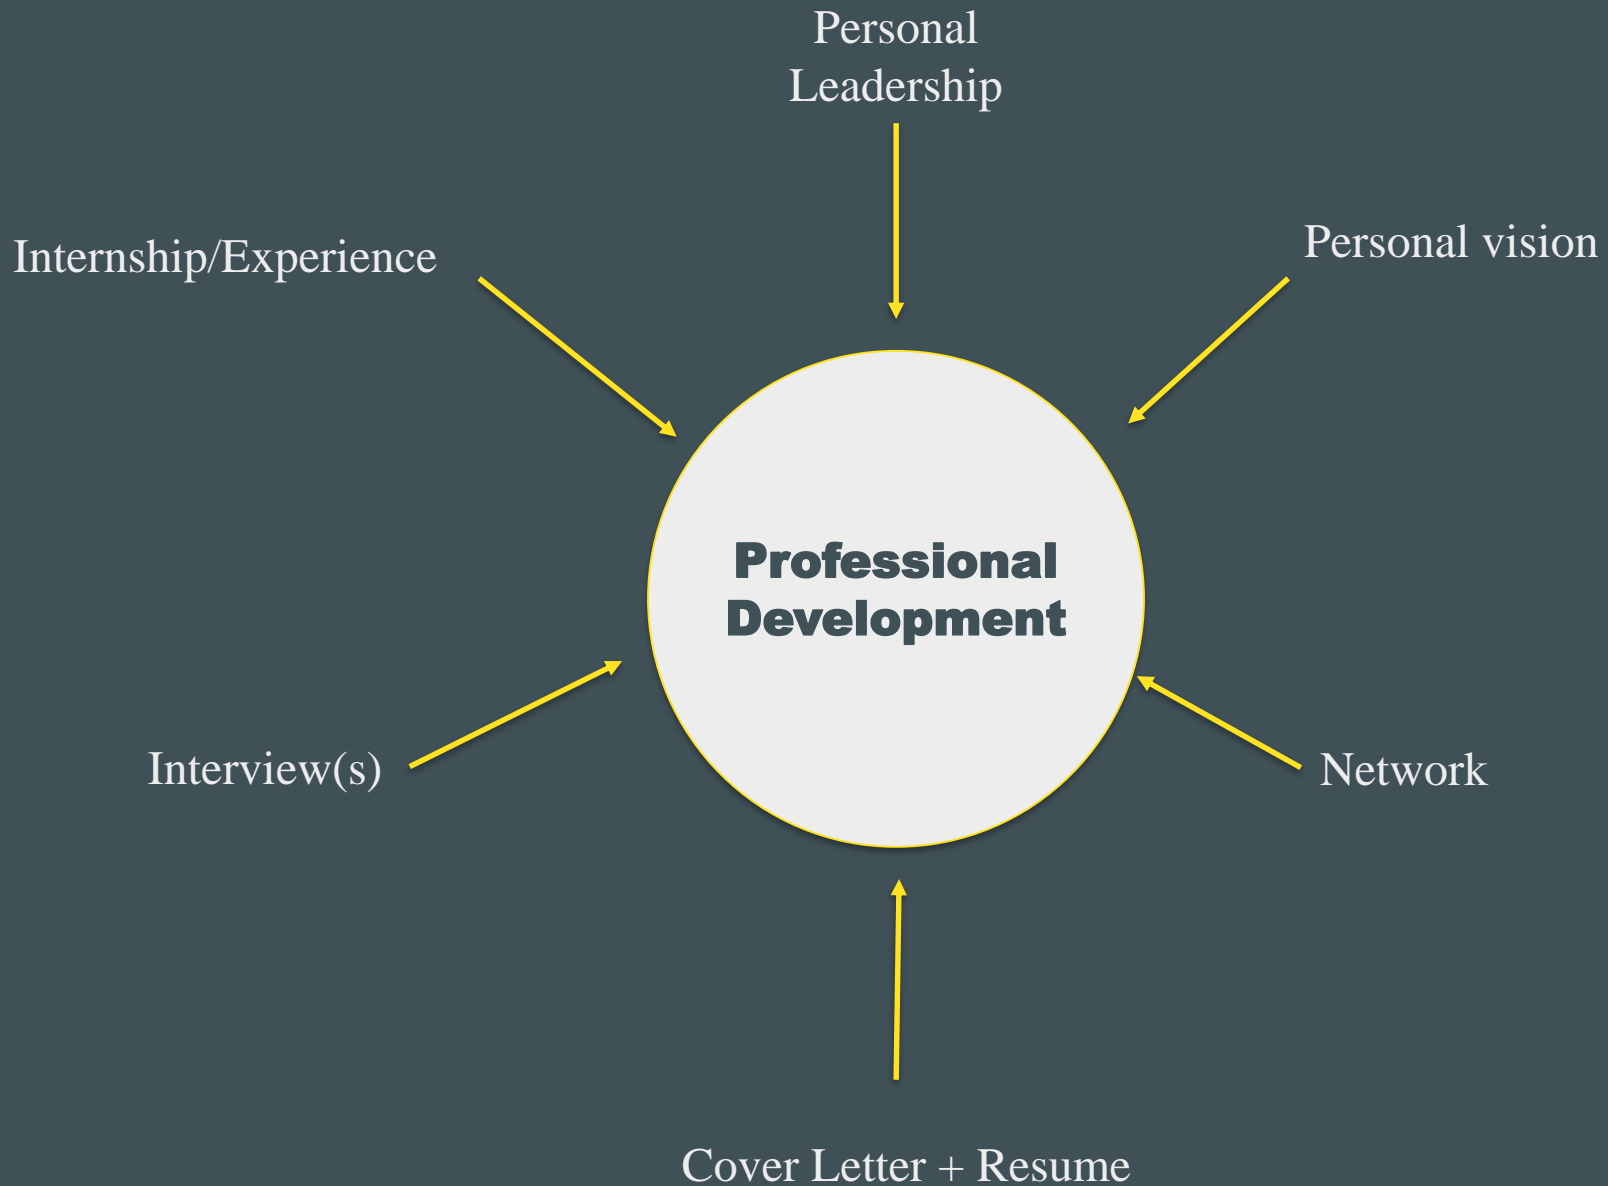 Personal
Leadership
Personal vision
Internship/Experience
Professional
Development
Interview(s)
Network
Cover Letter + Resume